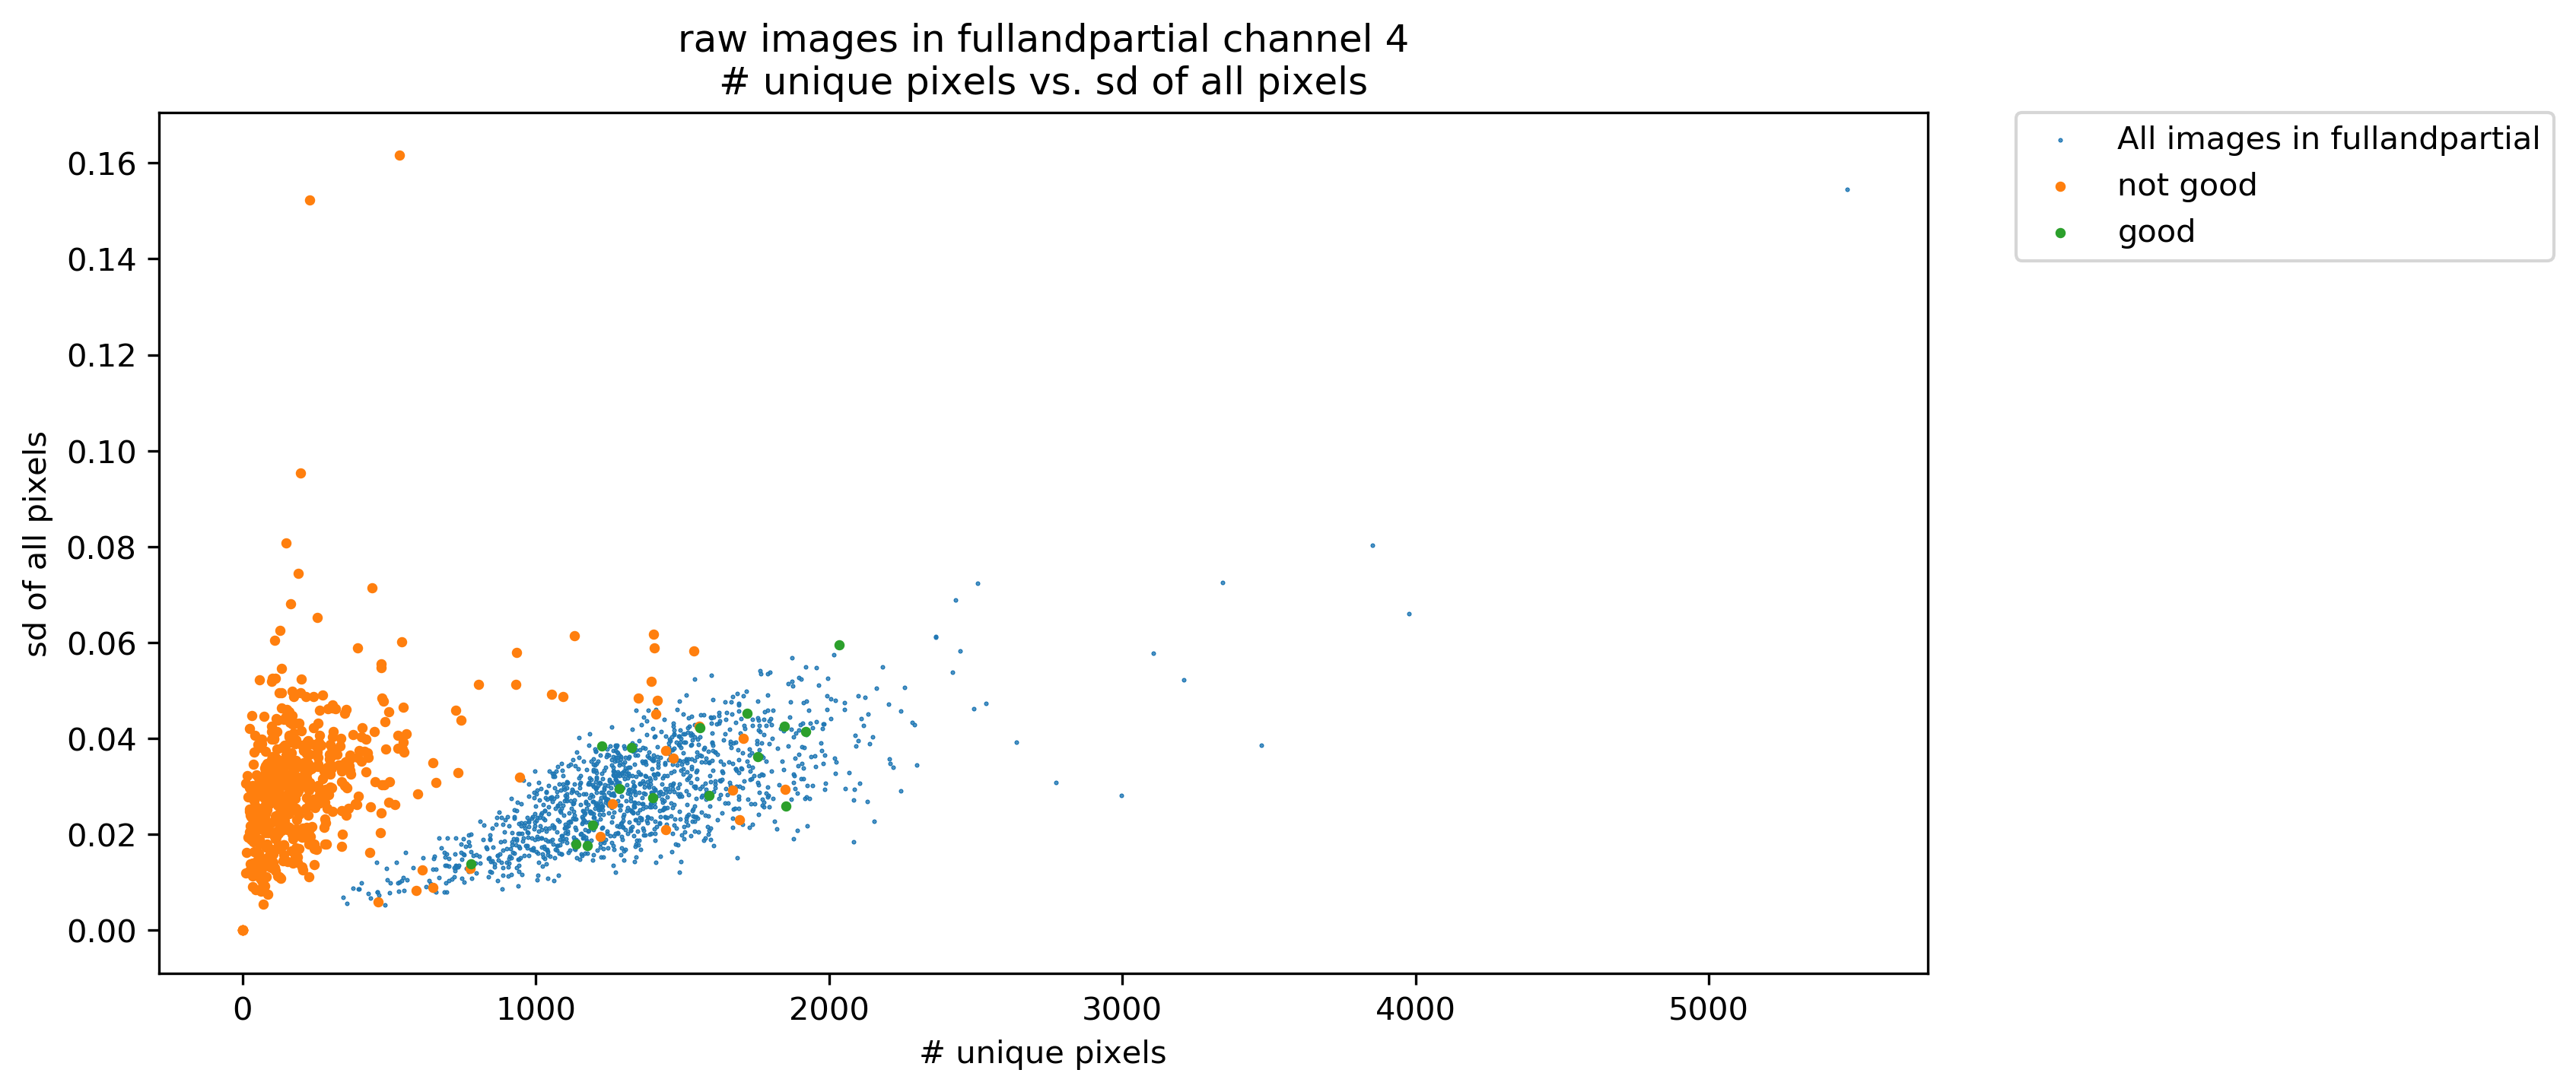 raw images in fullandpartial channel 4
# unique pixels vs. sd of all pixels
All images in fullandpartial
not good
good
sd of all pixels
0.16
0.14
0.12
0.10
0.08
0.06
0.04
0.02
0.00
0 1000 2000 3000 4000 5000
# unique pixels